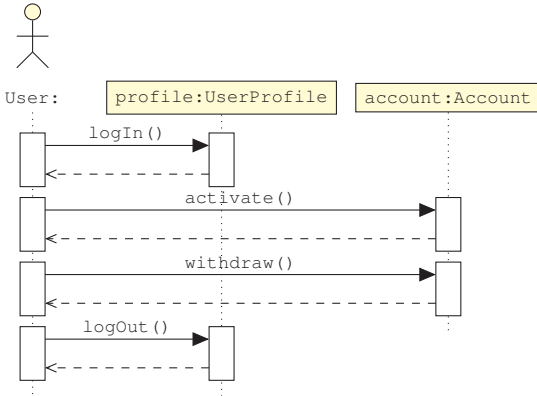 User:
profile:UserProfile
account:Account
logIn()
activate()
withdraw()
logOut()